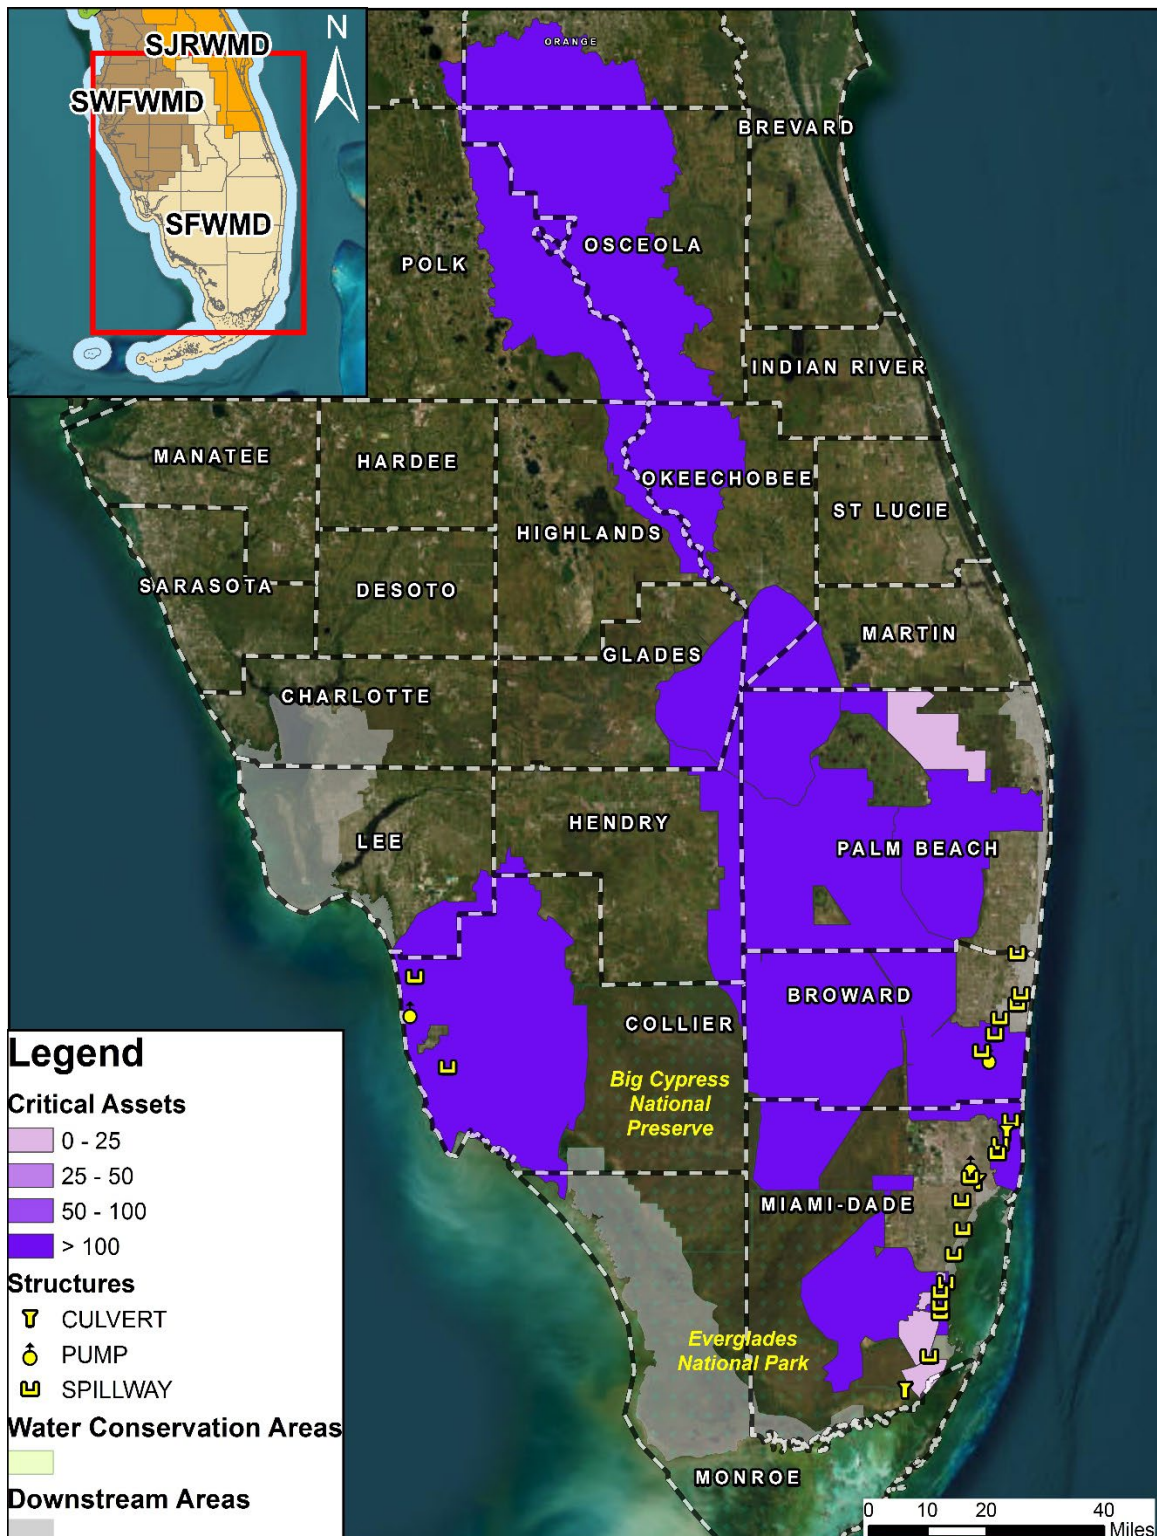 SJRWMD
N
SWFWMD
SFWMD
ORANGE
BREVARD
OSCEOLA
POLK
INDIAN RIVER
MANATEE
HARDEE
OKEECHOBEE
ST LUCIE
HIGHLANDS
SARASOTA
DESOTO
MARTIN
GLADES
CHARLOTTE
HENDRY
LEE
PALM BEACH
BROWARD
COLLIER
Big Cypress
National
Preserve
MIAMI-DADE
Everglades
National Park
MONROE
Legend
Critical Assets
0 - 25
25 - 50
50 - 100
> 100
Structures
CULVERT
PUMP
SPILLWAY
Water Conservation Areas
Downstream Areas
0 10 20 40
Miles